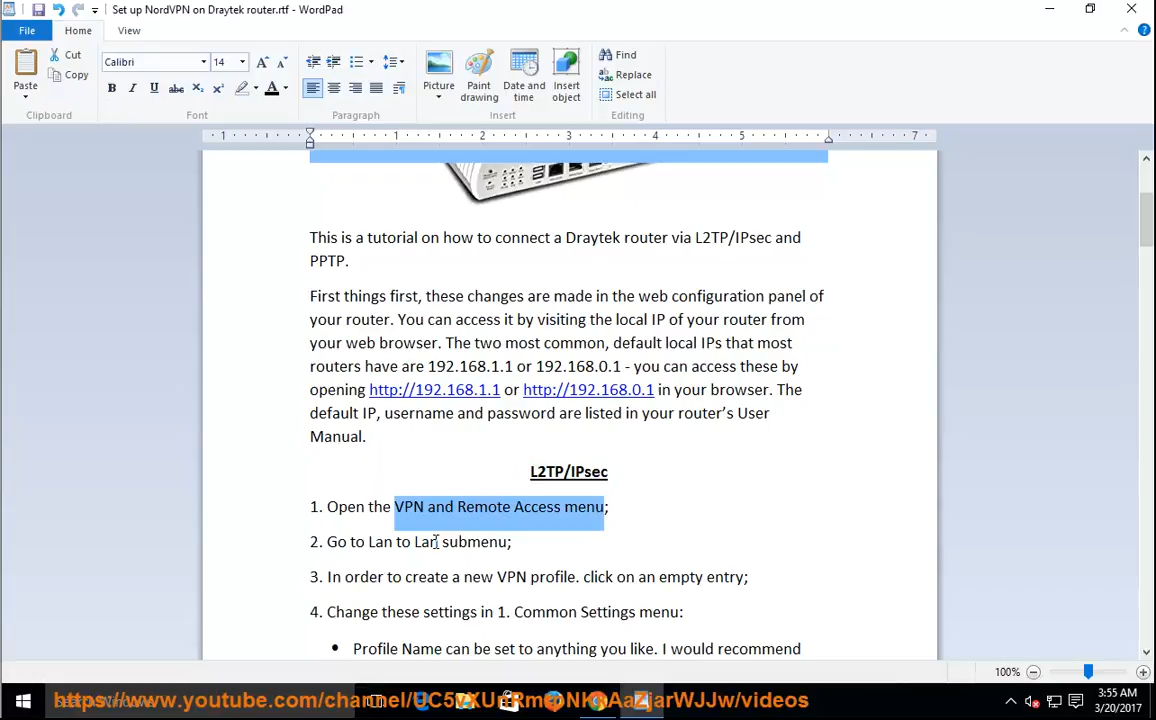 Set up NordVPN on Draytek router.rtf - WordPad
File Home View
Paste Cut Copy Clipboard
Calibri 14 Font
Paragraph
Picture Paint drawing Date and time Insert object Insert
Find Replace Select all Editing
1 1 2 3 4 5 7
This is a tutorial on how to connect a Draytek router via L2TP/IPsec and
PPTP.
First things first, these changes are made in the web configuration panel of
your router. You can access it by visiting the local IP of your router from
your web browser. The two most common, default local IPs that most
routers have are 192.168.1.1 or 192.168.0.1 - you can access these by
opening http://192.168.1.1 or http://192.168.0.1 in your browser. The
default IP, username and password are listed in your router’s User
Manual.
L2TP/IPsec
1. Open the VPN and Remote Access menu;
2. Go to Lan to Lan submenu;
3. In order to create a new VPN profile. click on an empty entry;
4. Change these settings in 1. Common Settings menu:
• Profile Name can be set to anything you like. I would recommend
100%
3:55 AM
3/20/2017